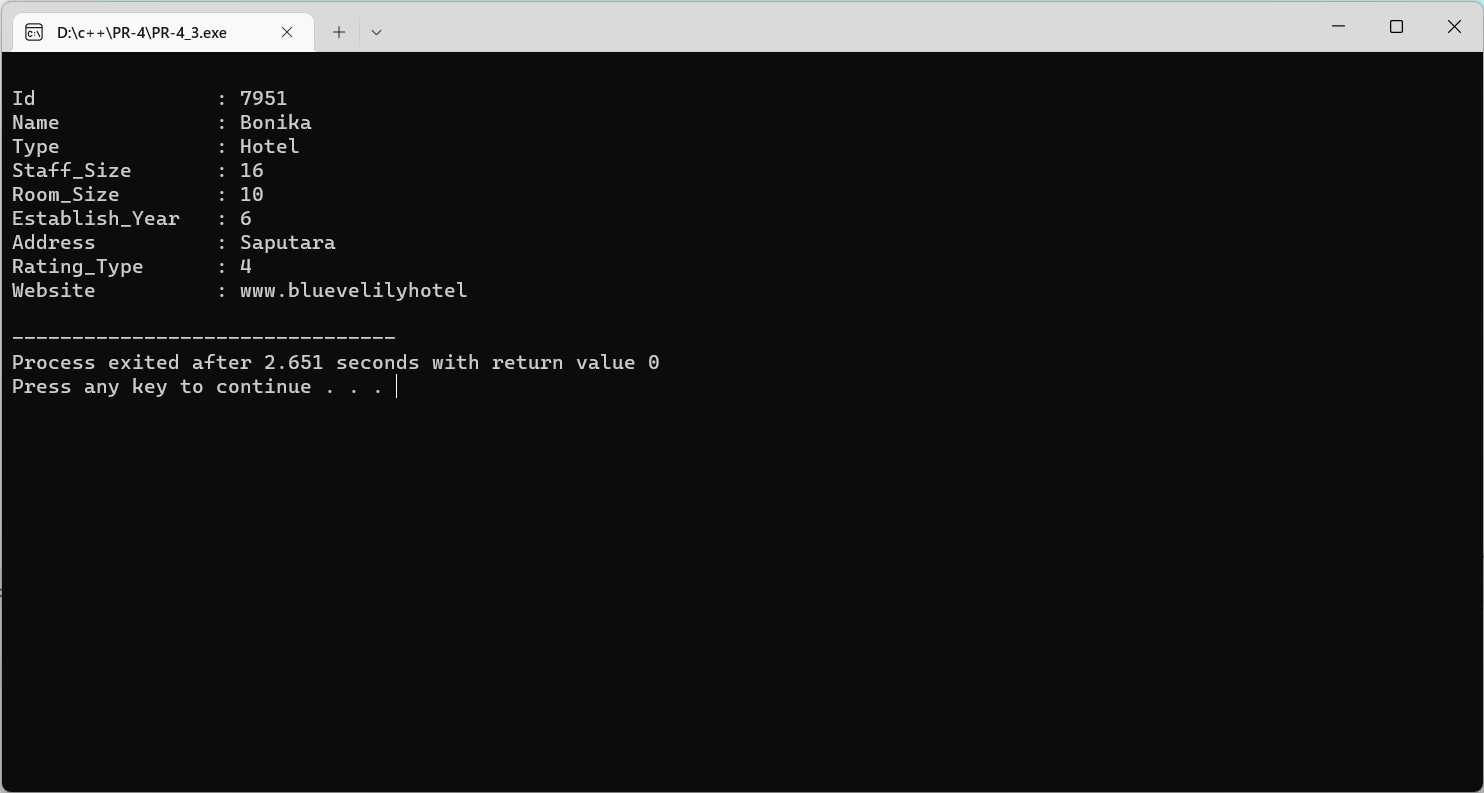 D:\c++\PR-4\PR-4_3.exe
Id                 : 7951
Name               : Bonika
Type               : Hotel
Staff_Size         : 16
Room_Size          : 10
Establish_Year     : 6
Address            : Saputara
Rating_Type        : 4
Website            : www.bluevelilyhotel
--------------------------------
Process exited after 2.651 seconds with return value 0
Press any key to continue . . .